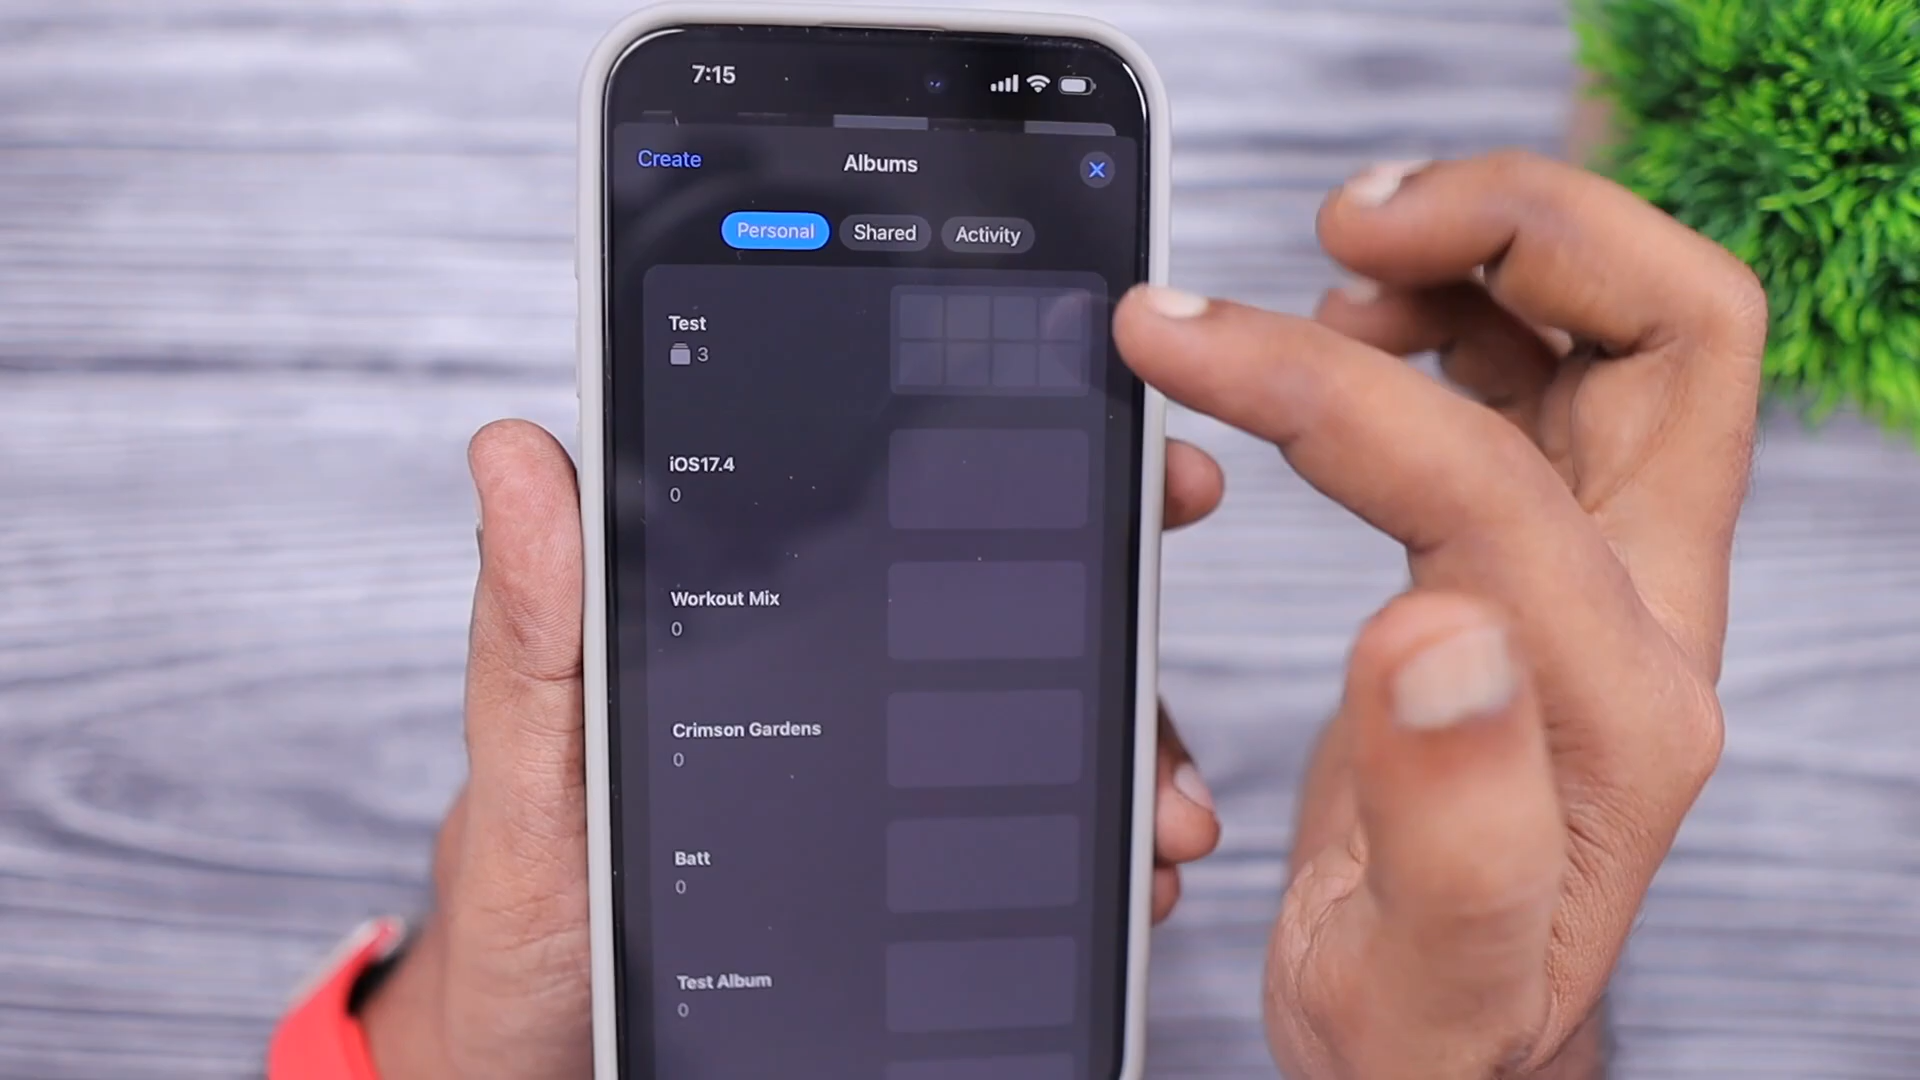 7:15
Create
Albums
Personal
Shared
Activity
Test
3
iOS17.4
0
Workout Mix
0
Crimson Gardens
0
Batt
0
Test Album
0